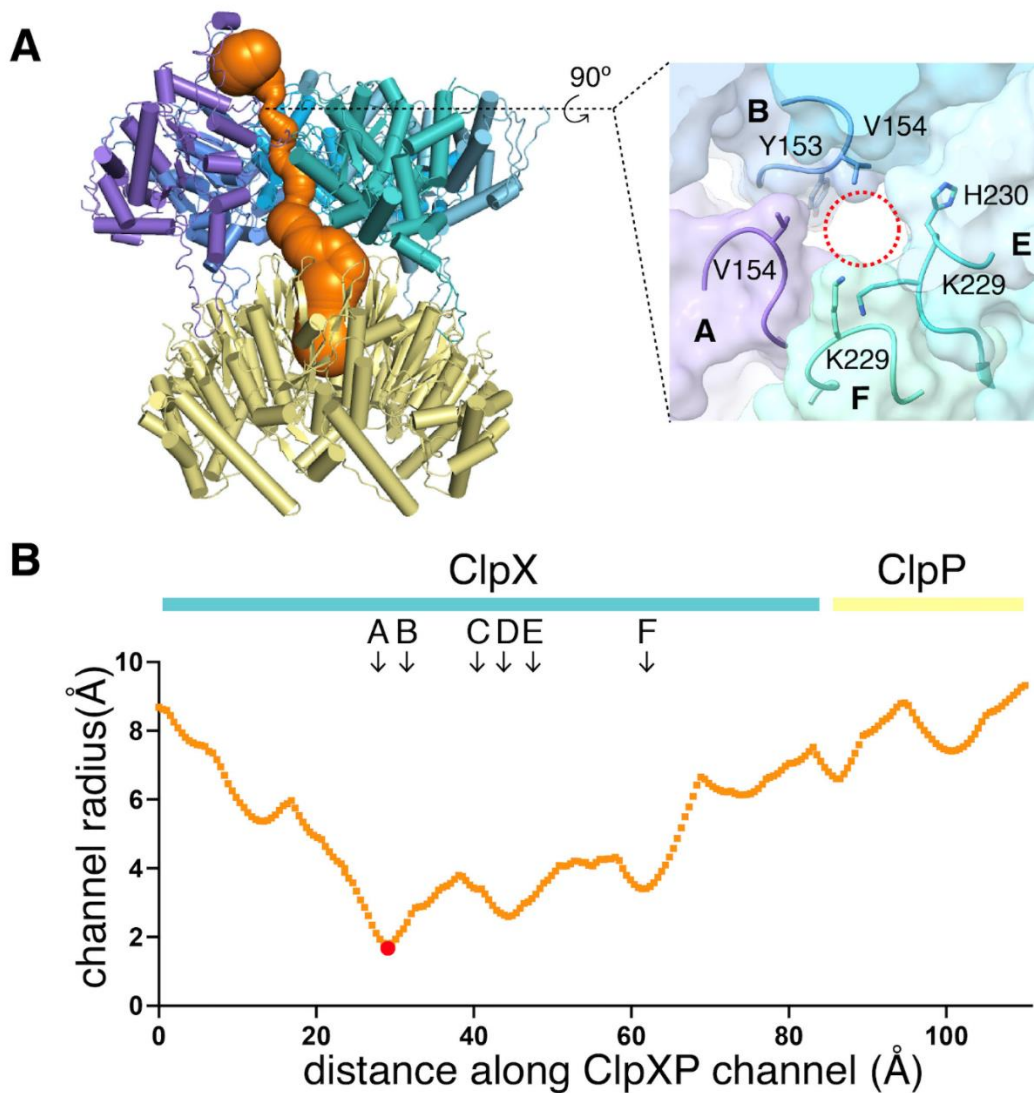 A
90º
B
V154
Y153
H230
E
V154
K229
A
K229
F
B
ClpX
ClpP
A B C D E F
↓ ↓ ↓ ↓ ↓ ↓
channel radius(Å)
10
8
6
4
2
0
0 20 40 60 80 100
distance along ClpXP channel (Å)